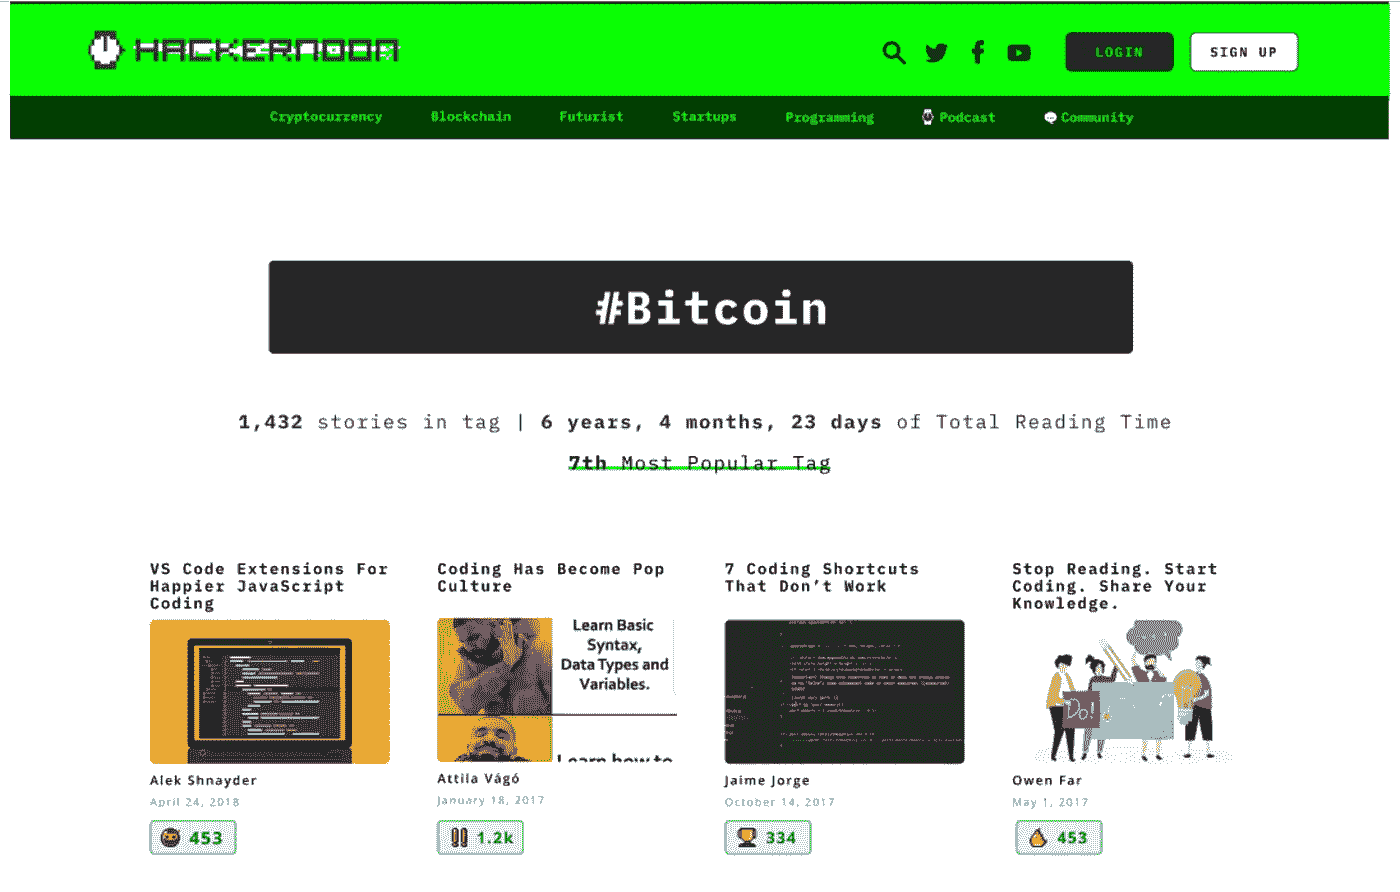 HACKERNOON
LOGIN
SIGN UP
Cryptocurrency
Blockchain
Futurist
Startups
Programming
Podcast
Community
#Bitcoin
1,432 stories in tag | 6 years, 4 months, 23 days of Total Reading Time
7th Most Popular Tag
VS Code Extensions For
Happier JavaScript
Coding
Alek Shnayder
April 24, 2018
453
Coding Has Become Pop
Culture
Learn Basic
Syntax,
Data Types and
Variables.
Learn how to
Attila Vágó
January 18, 2017
1.2k
7 Coding Shortcuts
That Don’t Work
Jaime Jorge
October 14, 2017
334
Stop Reading. Start
Coding. Share Your
Knowledge.
Do!
Owen Far
May 1, 2017
453